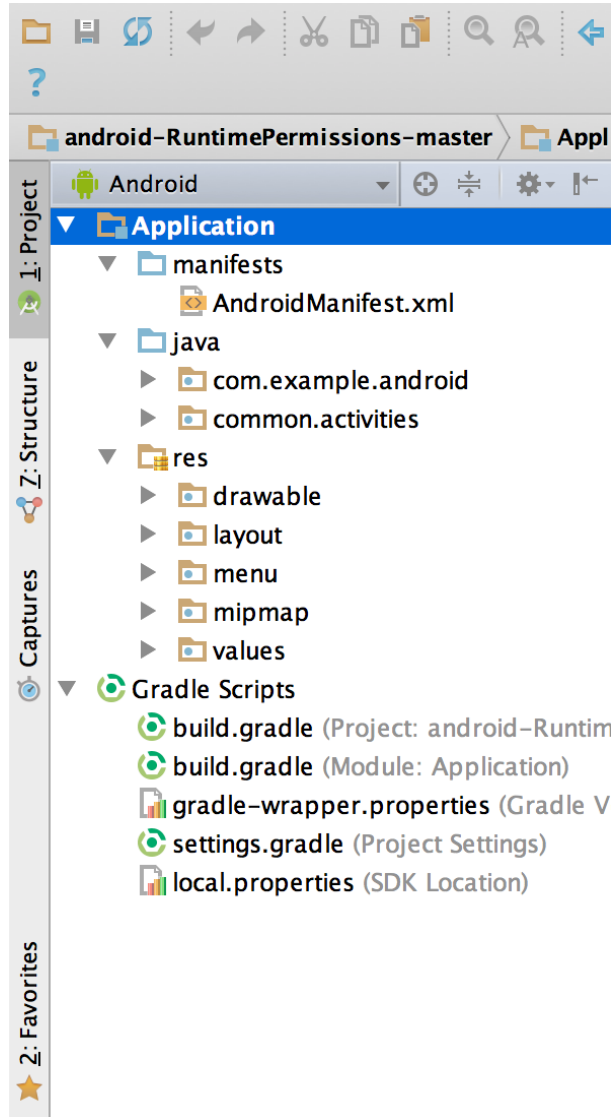 ?
android-RuntimePermissions-master Appl
Android
1: Project
Application
manifests
AndroidManifest.xml
java
com.example.android
common.activities
7: Structure
res
drawable
layout
menu
mipmap
values
Captures
Gradle Scripts
build.gradle (Project: android-Runtim
build.gradle (Module: Application)
gradle-wrapper.properties (Gradle V
settings.gradle (Project Settings)
local.properties (SDK Location)
2: Favorites